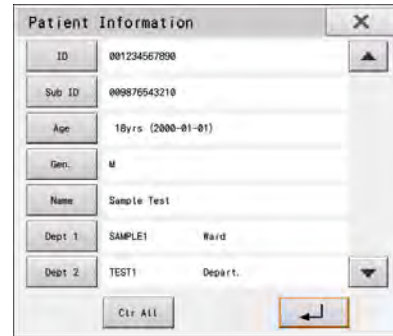 Patient Information
ID 001234567890
Sub ID 009876543210
Age 18yrs (2000-01-01)
Gen. M
Name Sample Test
Dept 1 SAMPLE1 Ward
Dept 2 TEST1 Depart.
Clr All